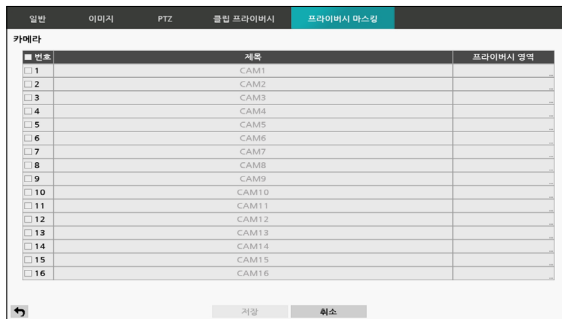 일반 이미지 PTZ 클립 프라이버시 프라이버시 마스킹
카메라
번호 제목 프라이버시 영역
1 CAM1 ...
2 CAM2 ...
3 CAM3 ...
4 CAM4 ...
5 CAM5 ...
6 CAM6 ...
7 CAM7 ...
8 CAM8 ...
9 CAM9 ...
10 CAM10 ...
11 CAM11 ...
12 CAM12 ...
13 CAM13 ...
14 CAM14 ...
15 CAM15 ...
16 CAM16 ...
저장 취소